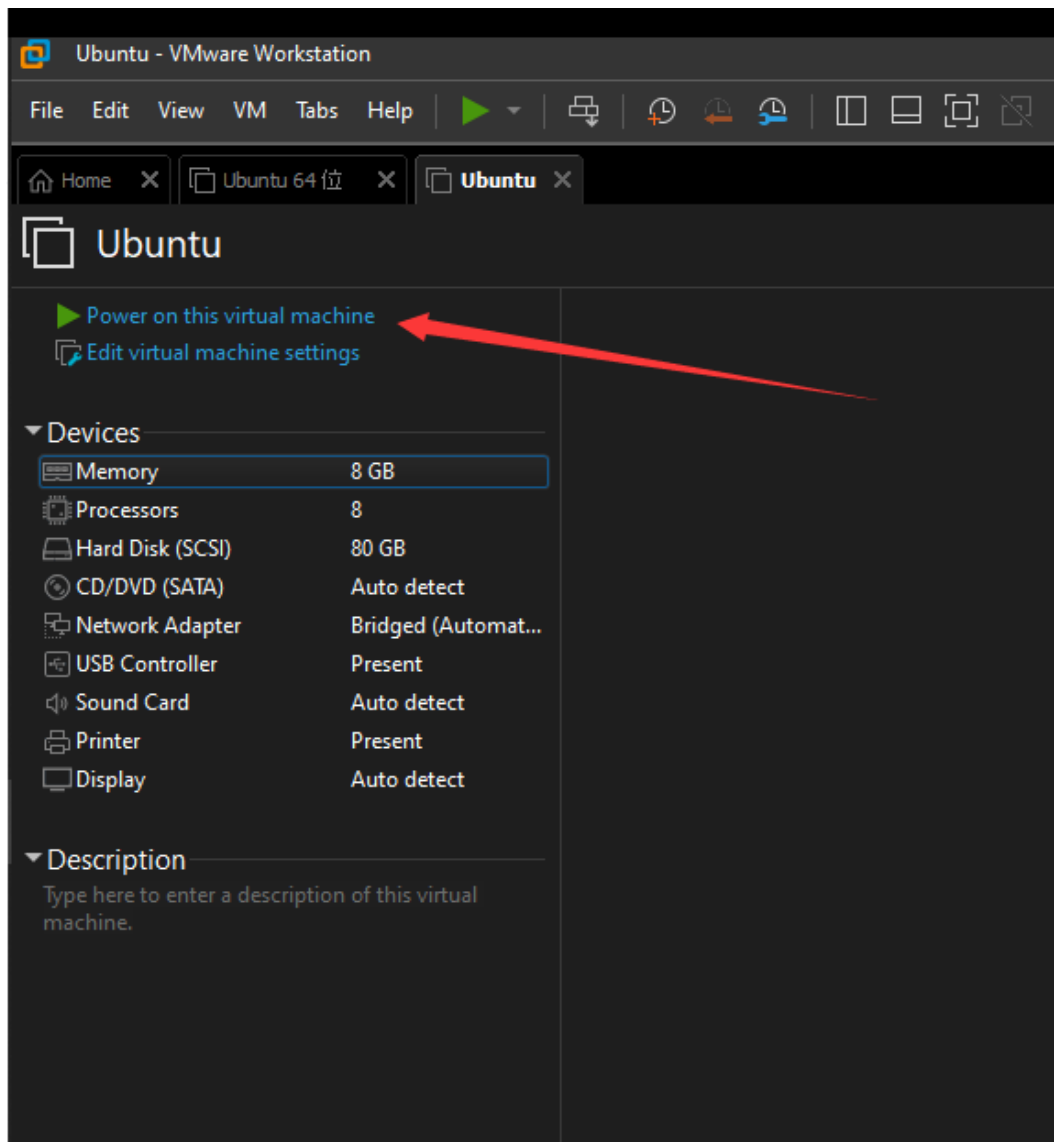 Ubuntu - VMware Workstation
File Edit View VM Tabs Help
Home Ubuntu 64 位 Ubuntu
Ubuntu
Power on this virtual machine
Edit virtual machine settings
Devices
Memory 8 GB
Processors 8
Hard Disk (SCSI) 80 GB
CD/DVD (SATA) Auto detect
Network Adapter Bridged (Automat...
USB Controller Present
Sound Card Auto detect
Printer Present
Display Auto detect
Description
Type here to enter a description of this virtual
machine.